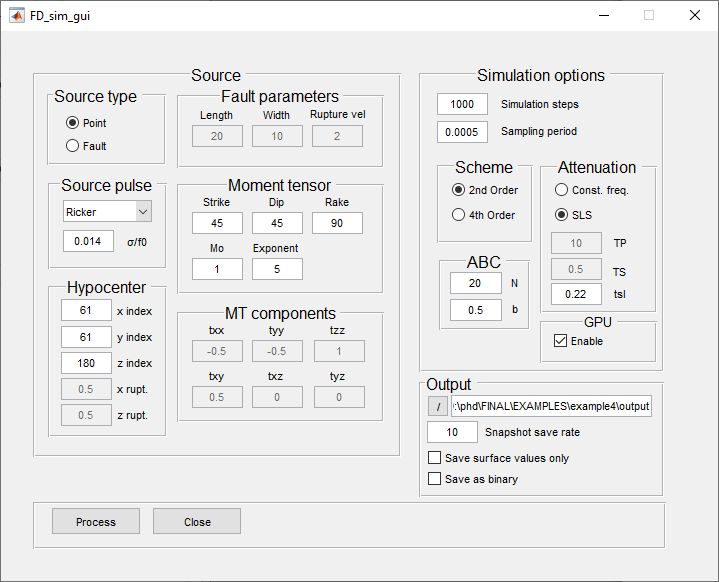 FD_sim_gui
Source
Source type
Point
Fault
Fault parameters
Length Width Rupture vel
20 10 2
Source pulse
Ricker
0.014 σ/f0
Moment tensor
Strike Dip Rake
45 45 90
Mo Exponent
1 5
Hypocenter
61 x index
61 y index
180 z index
0.5 x rupt.
0.5 z rupt.
MT components
txx tyy tzz
-0.5 -0.5 1
txy txz tyz
0.5 0 0
Simulation options
1000 Simulation steps
0.0005 Sampling period
Scheme
2nd Order
4th Order
Attenuation
Const. freq.
SLS
10 TP
0.5 TS
0.22 tsl
ABC
20 N
0.5 b
GPU
Enable
Output
/ :\phd\FINAL\EXAMPLES\example4\output
10 Snapshot save rate
Save surface values only
Save as binary
Process Close